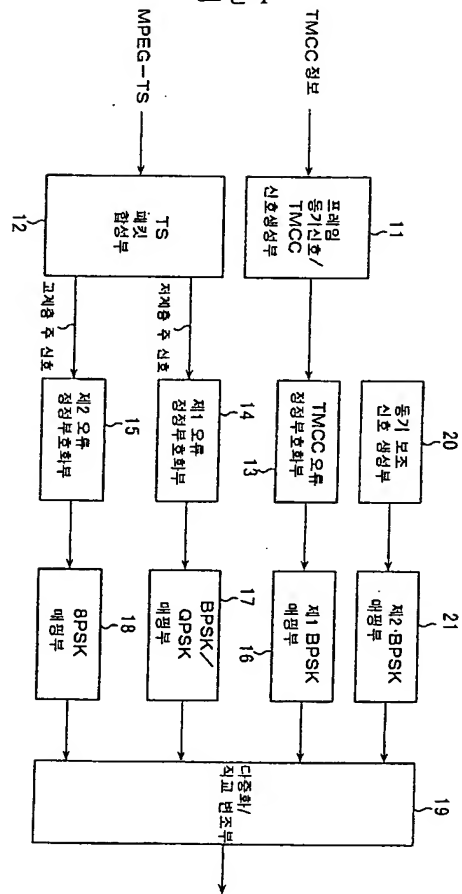 TMCC 정보
MPEG-TS
11
프레임
동기신호/
TMCC
신호생성부
12
TS
패킷
합성부
저계층 주 신호
고계층 주 신호
20
동기 보조
신호 생성부
13
TMCC 오류
정정부호화부
14
제1 오류
정정부호화부
15
제2 오류
정정부호화부
21
제2·BPSK
매핑부
16
제1 BPSK
매핑부
17
BPSK/
QPSK
매핑부
18
8PSK
매핑부
19
다중화/
직교 변조부